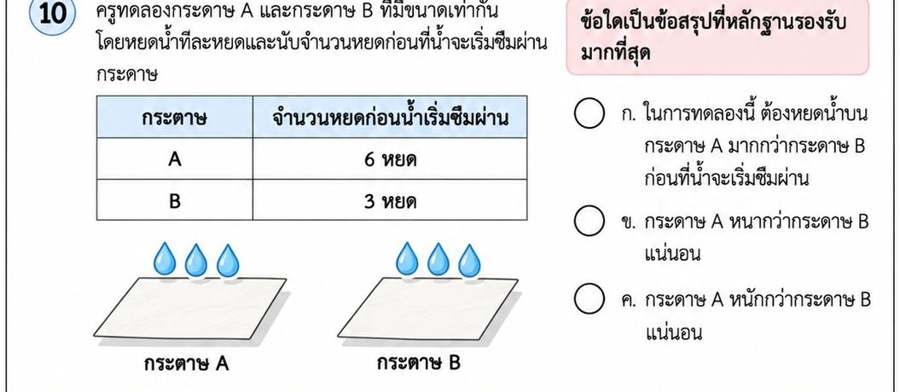 10
ครูทดลองกระดาษ A และกระดาษ B ที่มีขนาดเท่ากัน
โดยหยดน้ำทีละหยดและนับจำนวนหยดก่อนที่น้ำจะเริ่มซึมผ่าน
กระดาษ
กระดาษ จำนวนหยดก่อนน้ำเริ่มซึมผ่าน
A 6 หยด
B 3 หยด
กระดาษ A กระดาษ B
ข้อใดเป็นข้อสรุปที่หลักฐานรองรับ
มากที่สุด
ก. ในการทดลองนี้ ต้องหยดน้ำบน
กระดาษ A มากกว่ากระดาษ B
ก่อนที่น้ำจะเริ่มซึมผ่าน
ข. กระดาษ A หนากว่ากระดาษ B
แน่นอน
ค. กระดาษ A หนักกว่ากระดาษ B
แน่นอน